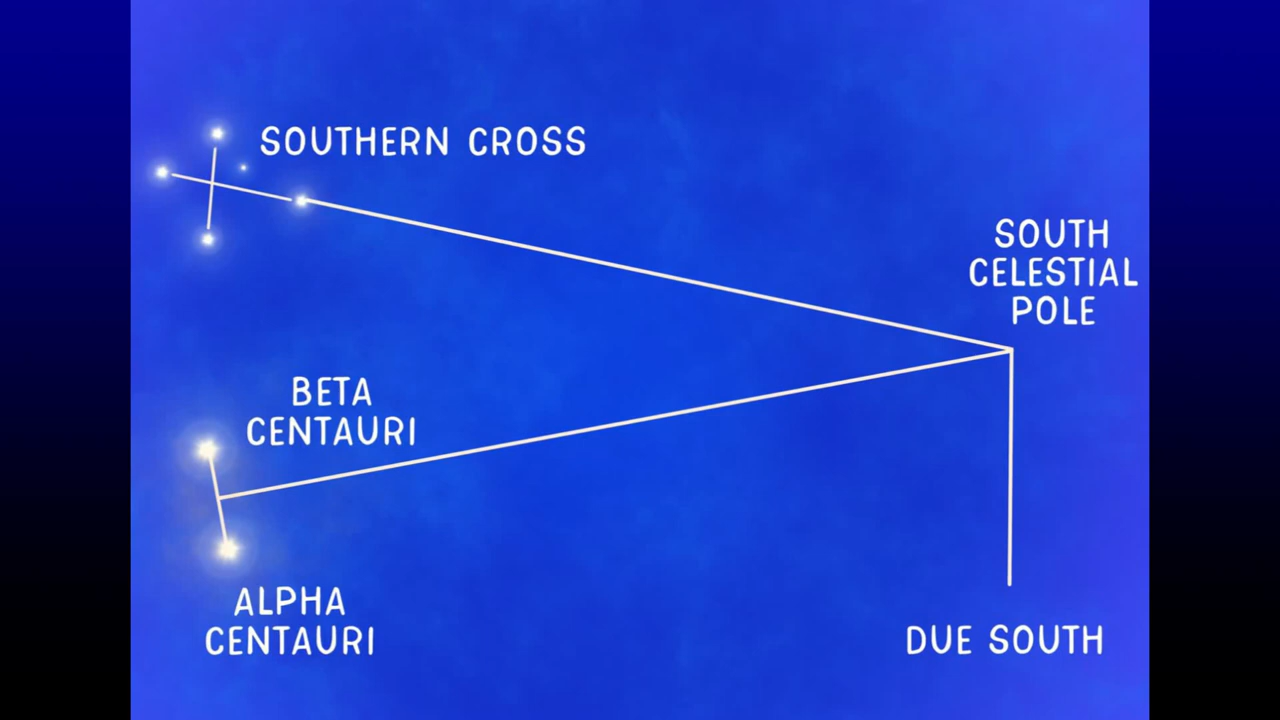 SOUTHERN CROSS
SOUTH
CELESTIAL
POLE
BETA
CENTAURI
ALPHA
CENTAURI
DUE SOUTH